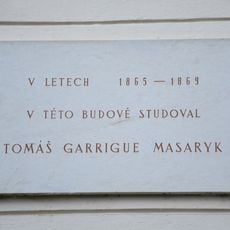 V LETECH 1865 — 1869
V TÉTO BUDOVĚ STUDOVAL
TOMÁŠ GARRIGUE MASARYK